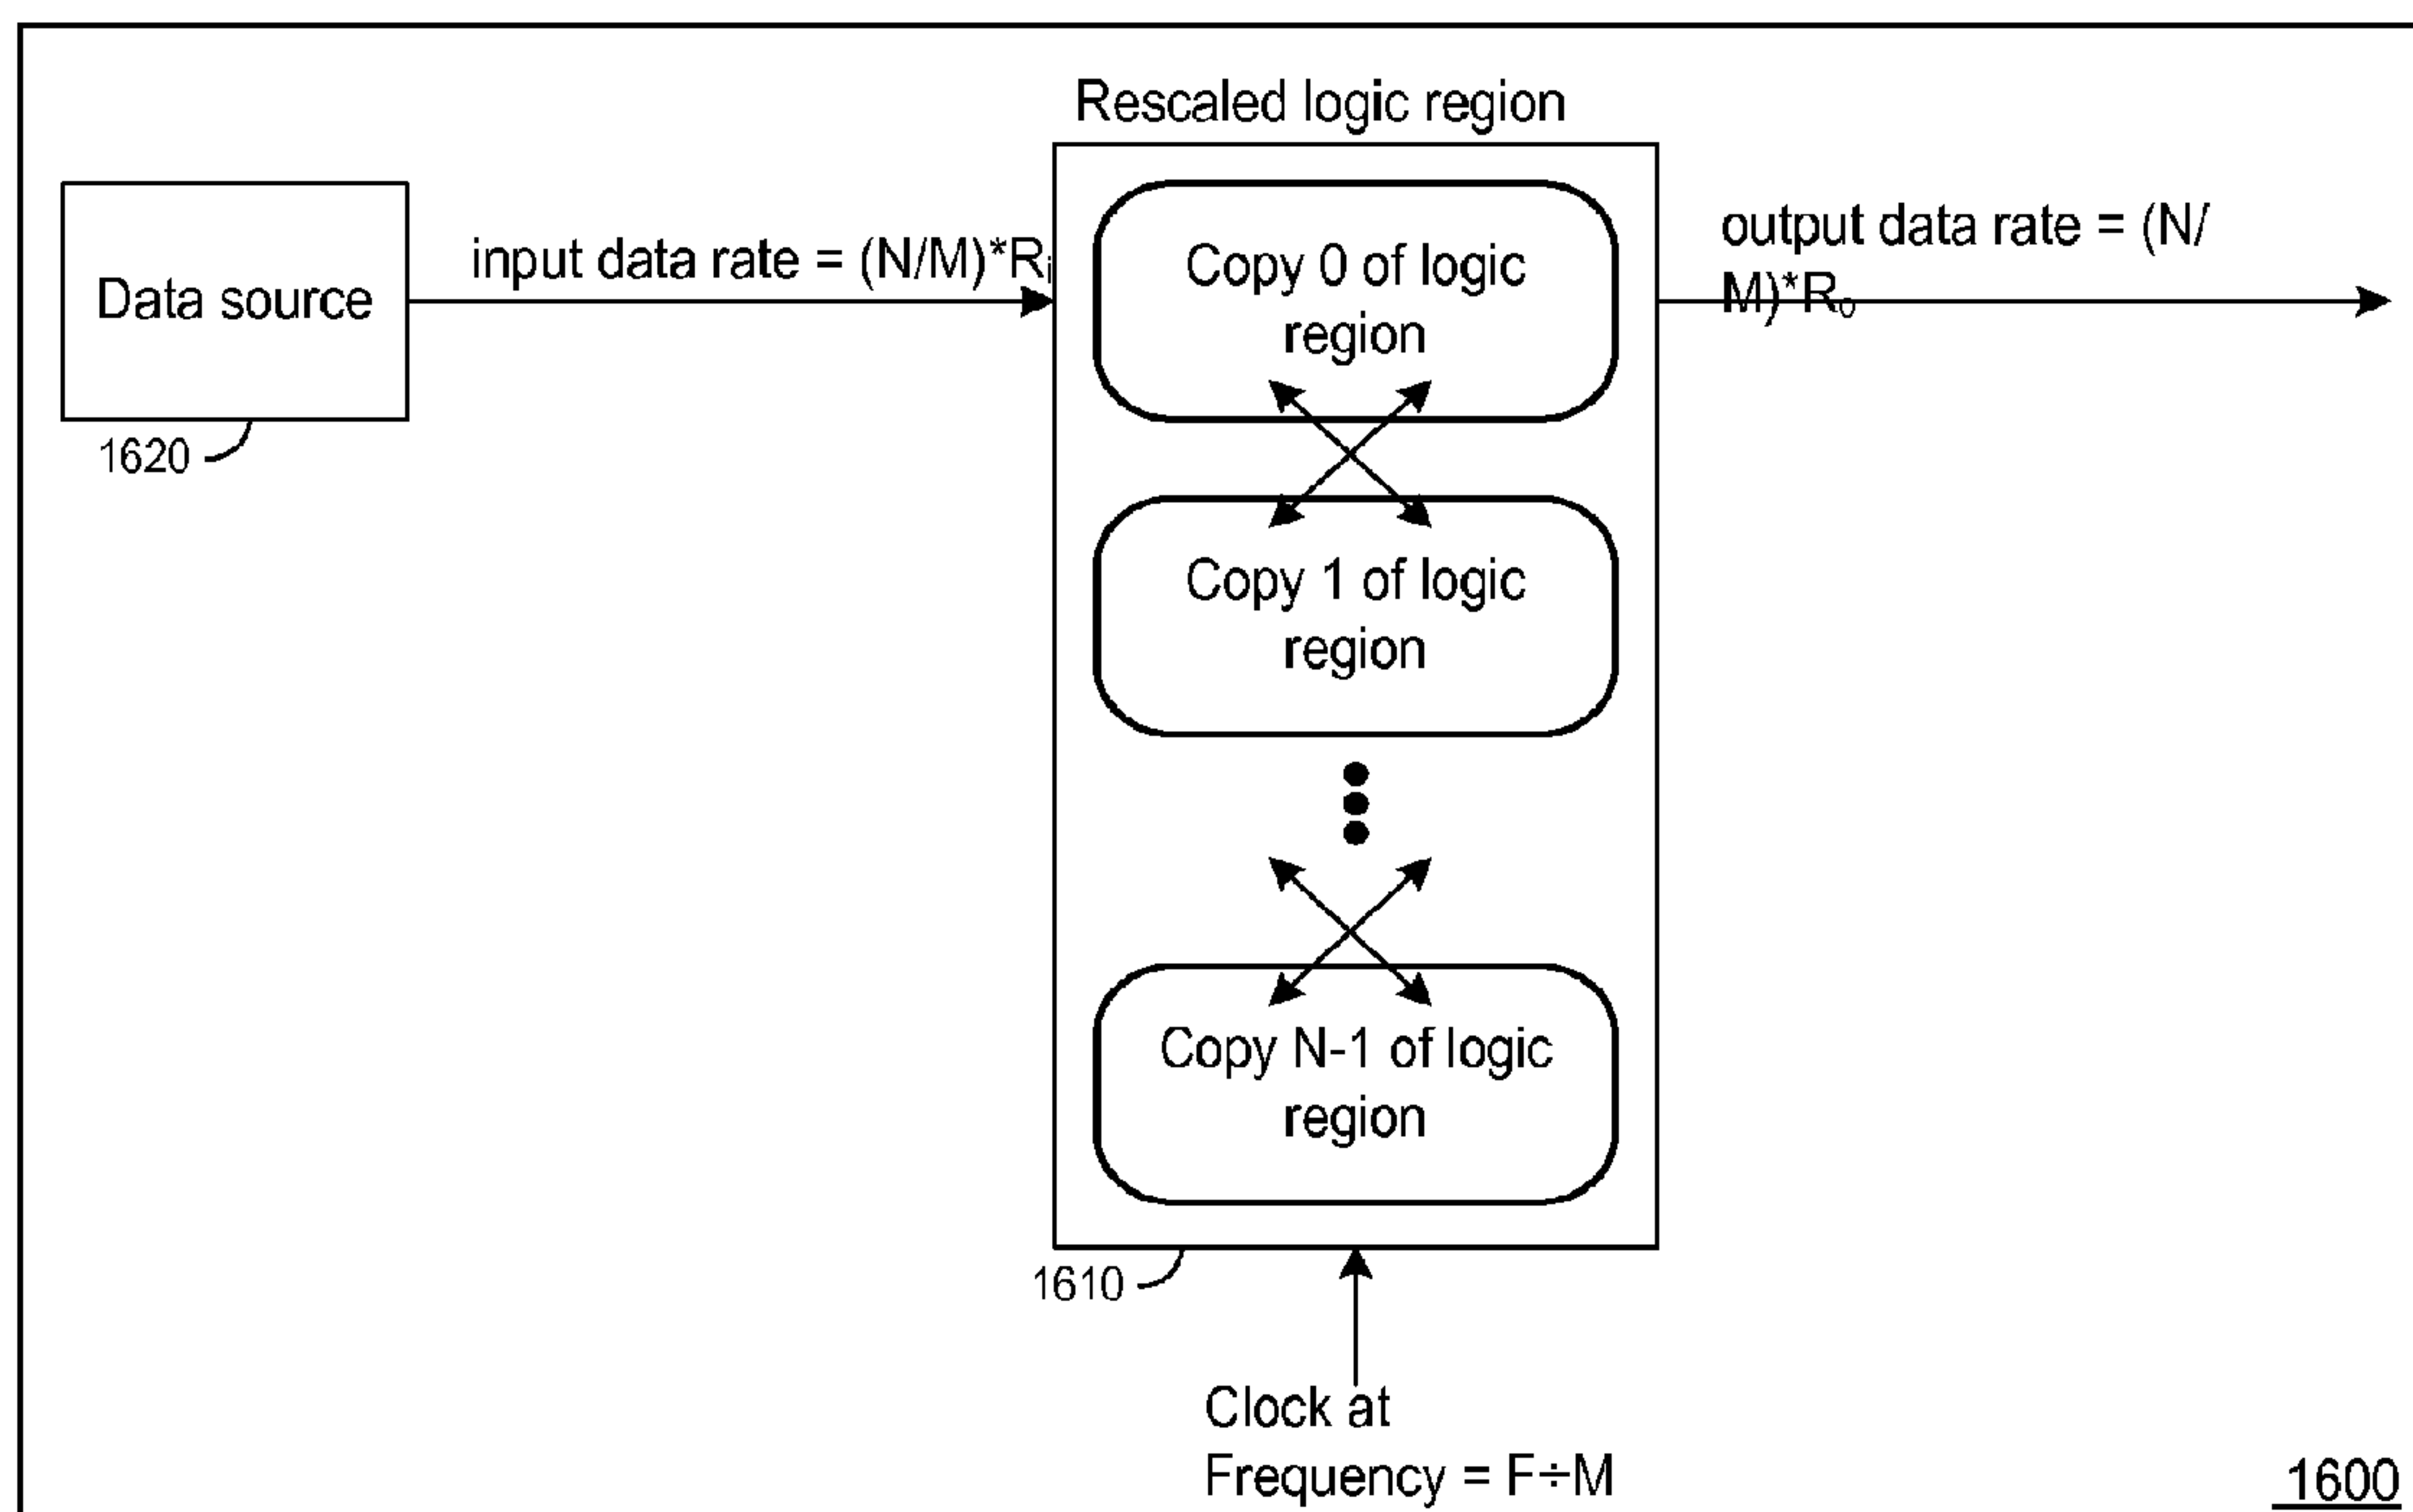 Rescaled logic region
Data source
1620
input data rate = (N/M)*Ri
Copy 0 of logic
region
Copy 1 of logic
region
Copy N-1 of logic
region
output data rate = (N/
M)*Ro
1610
Clock at
Frequency = F÷M
1600